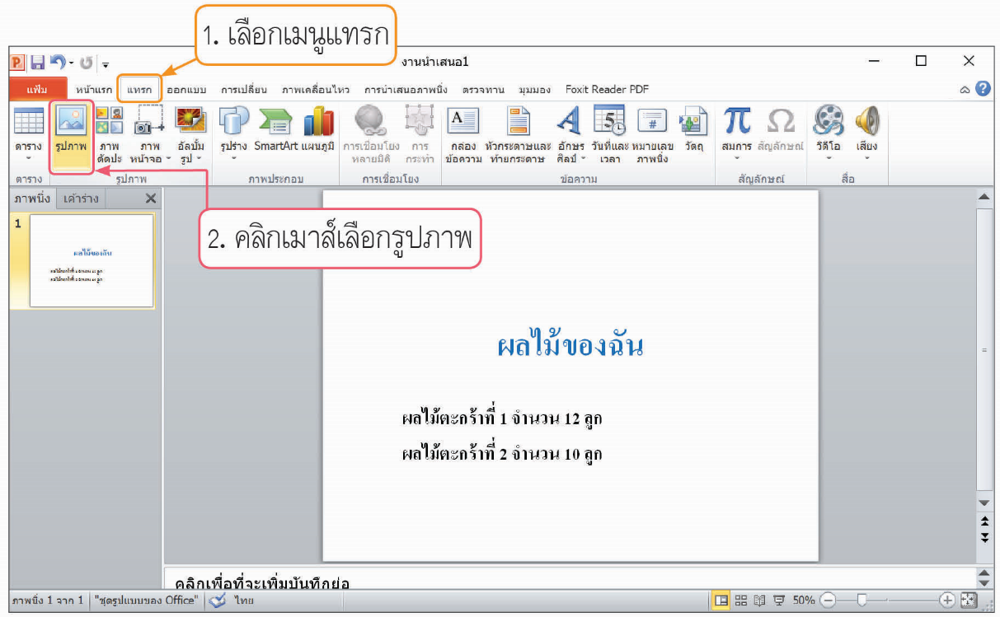 1. เลือกเมนูแทรก
งานนำเสนอ1
แฟ้ม หน้าแรก แทรก ออกแบบ การเปลี่ยน ภาพเคลื่อนไหว การนำเสนอภาพนิ่ง ตรวจทาน มุมมอง Foxit Reader PDF
ตาราง รูปภาพ ภาพ ภาพ อัลบั้ม รูปร่าง SmartArt แผนภูมิ การเชื่อมโยง การ กล่อง หัวกระดาษและ อักษร วันที่และ หมายเลข วัตถุ สมการ สัญลักษณ์ วิดีโอ เสียง
ตัดปะ หน้าจอ รูป หลายมิติ กระทำ ข้อความ ท้ายกระดาษ ศิลป์ เวลา ภาพนิ่ง
ตาราง รูปภาพ ภาพประกอบ การเชื่อมโยง ข้อความ สัญลักษณ์ สื่อ
ภาพนิ่ง เค้าร่าง
2. คลิกเมาส์เลือกรูปภาพ
1
ผลไม้ของฉัน
ผลไม้ของฉัน
ผลไม้ตะกร้าที่ 1 จำนวน 12 ลูก
ผลไม้ตะกร้าที่ 2 จำนวน 10 ลูก
คลิกเพื่อที่จะเพิ่มบันทึกย่อ
ภาพนิ่ง 1 จาก 1 "ชุดรูปแบบของ Office" ไทย 50%